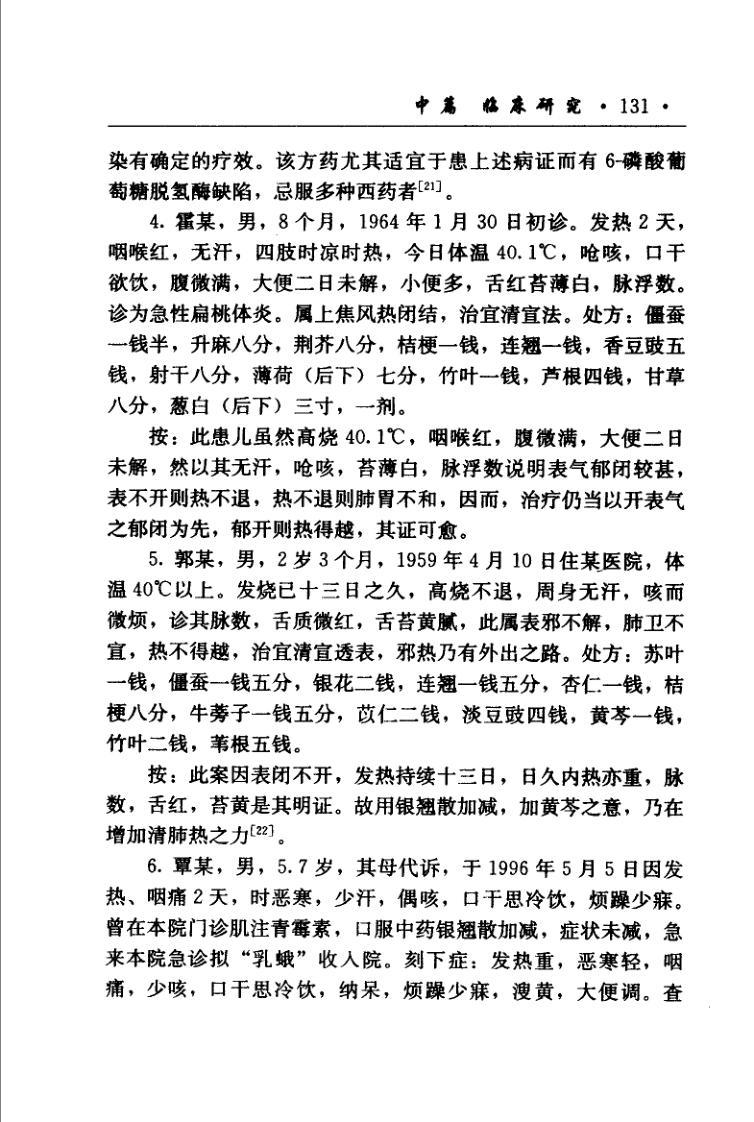 中篇 临床研究 · 131 ·
染有确定的疗效。该方药尤其适宜于患上述病证而有 6-磷酸葡
萄糖脱氢酶缺陷，忌服多种西药者[21]。
4. 霍某，男，8 个月，1964 年 1 月 30 日初诊。发热 2 天，
咽喉红，无汗，四肢时凉时热，今日体温 40.1℃，呛咳，口干
欲饮，腹微满，大便二日未解，小便多，舌红苔薄白，脉浮数。
诊为急性扁桃体炎。属上焦风热闭结，治宜清宣法。处方：僵蚕
一钱半，升麻八分，荆芥八分，桔梗一钱，连翘一钱，香豆豉五
钱，射干八分，薄荷（后下）七分，竹叶一钱，芦根四钱，甘草
八分，葱白（后下）三寸，一剂。
按：此患儿虽然高烧 40.1℃，咽喉红，腹微满，大便二日
未解，然以其无汗，呛咳，苔薄白，脉浮数说明表气郁闭较甚，
表不开则热不退，热不退则肺胃不和，因而，治疗仍当以开表气
之郁闭为先，郁开则热得越，其证可愈。
5. 郭某，男，2 岁 3 个月，1959 年 4 月 10 日住某医院，体
温 40℃以上。发烧已十三日之久，高烧不退，周身无汗，咳而
微烦，诊其脉数，舌质微红，舌苔黄腻，此属表邪不解，肺卫不
宣，热不得越，治宜清宣透表，邪热乃有外出之路。处方：苏叶
一钱，僵蚕一钱五分，银花二钱，连翘一钱五分，杏仁一钱，桔
梗八分，牛蒡子一钱五分，苡仁二钱，淡豆豉四钱，黄芩一钱，
竹叶二钱，苇根五钱。
按：此案因表闭不开，发热持续十三日，日久内热亦重，脉
数，舌红，苔黄是其明证。故用银翘散加减，加黄芩之意，乃在
增加清肺热之力[22]。
6. 覃某，男，5.7 岁，其母代诉，于 1996 年 5 月 5 日因发
热、咽痛 2 天，时恶寒，少汗，偶咳，口干思冷饮，烦躁少寐。
曾在本院门诊肌注青霉素，口服中药银翘散加减，症状未减，急
来本院急诊拟“乳蛾”收入院。刻下症：发热重，恶寒轻，咽
痛，少咳，口干思冷饮，纳呆，烦躁少寐，溲黄，大便调。查